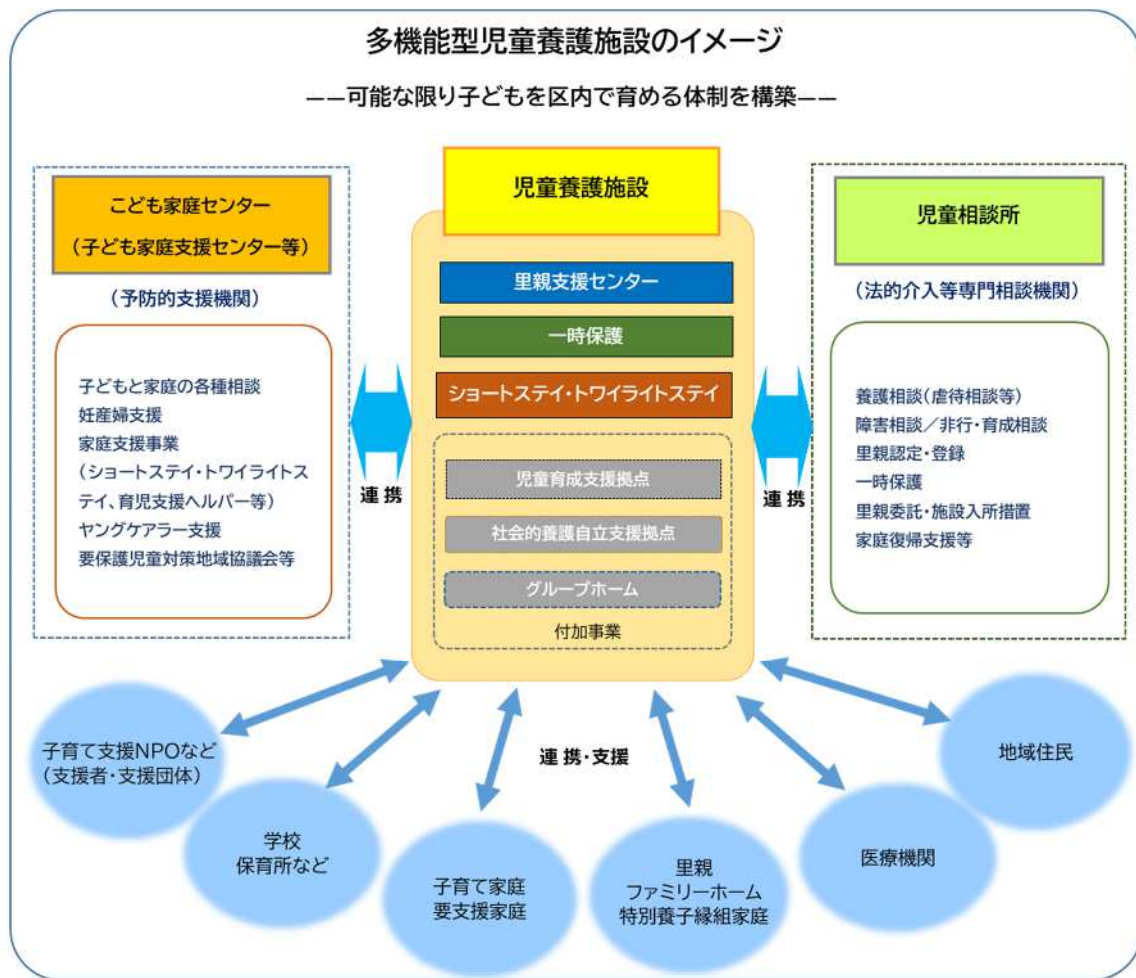 多機能型児童養護施設のイメージ
――可能な限り子どもを区内で育める体制を構築――
こども家庭センター
（子ども家庭支援センター等）
（予防的支援機関）
子どもと家庭の各種相談
妊産婦支援
家庭支援事業
（ショートステイ・トワイライトス
テイ、育児支援ヘルパー等）
ヤングケアラー支援
要保護児童対策地域協議会等
連 携
児童養護施設
里親支援センター
一時保護
ショートステイ・トワイライトステイ
児童育成支援拠点
社会的養護自立支援拠点
グループホーム
付加事業
連 携
児童相談所
（法的介入等専門相談機関）
養護相談（虐待相談等）
障害相談／非行・育成相談
里親認定・登録
一時保護
里親委託・施設入所措置
家庭復帰支援等
連 携・支援
子育て支援NPOなど
（支援者・支援団体）
学校
保育所など
子育て家庭
要支援家庭
里親
ファミリーホーム
特別養子縁組家庭
医療機関
地域住民